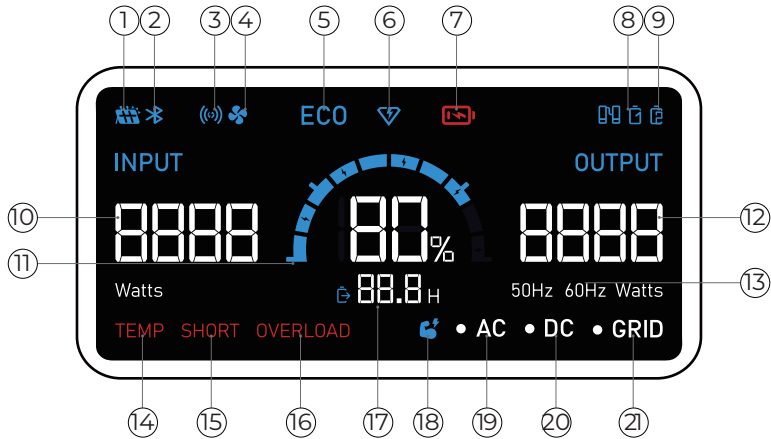 1 2 3 4 5 6 7 8 9
ECO
INPUT OUTPUT
10 8888 80% 8888 12
11 13
Watts 88.8 H 50Hz 60Hz Watts
TEMP SHORT OVERLOAD AC DC GRID
14 15 16 17 18 19 20 21